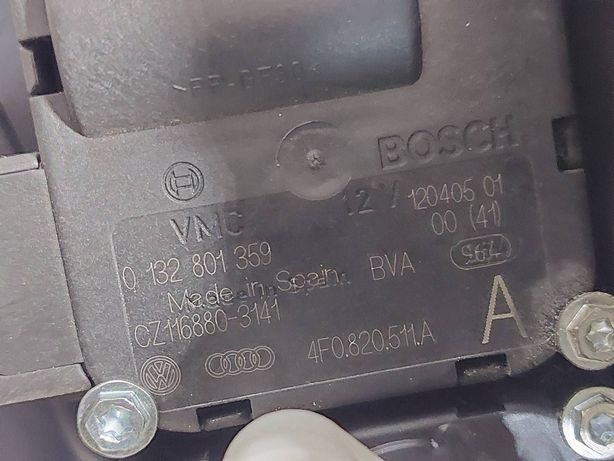 BOSCH
VMC 12 V 120405 01
00 (41)
0 132 801 359
Made in Spain BVA
CZ116880-3141
4F0.820.511.A A